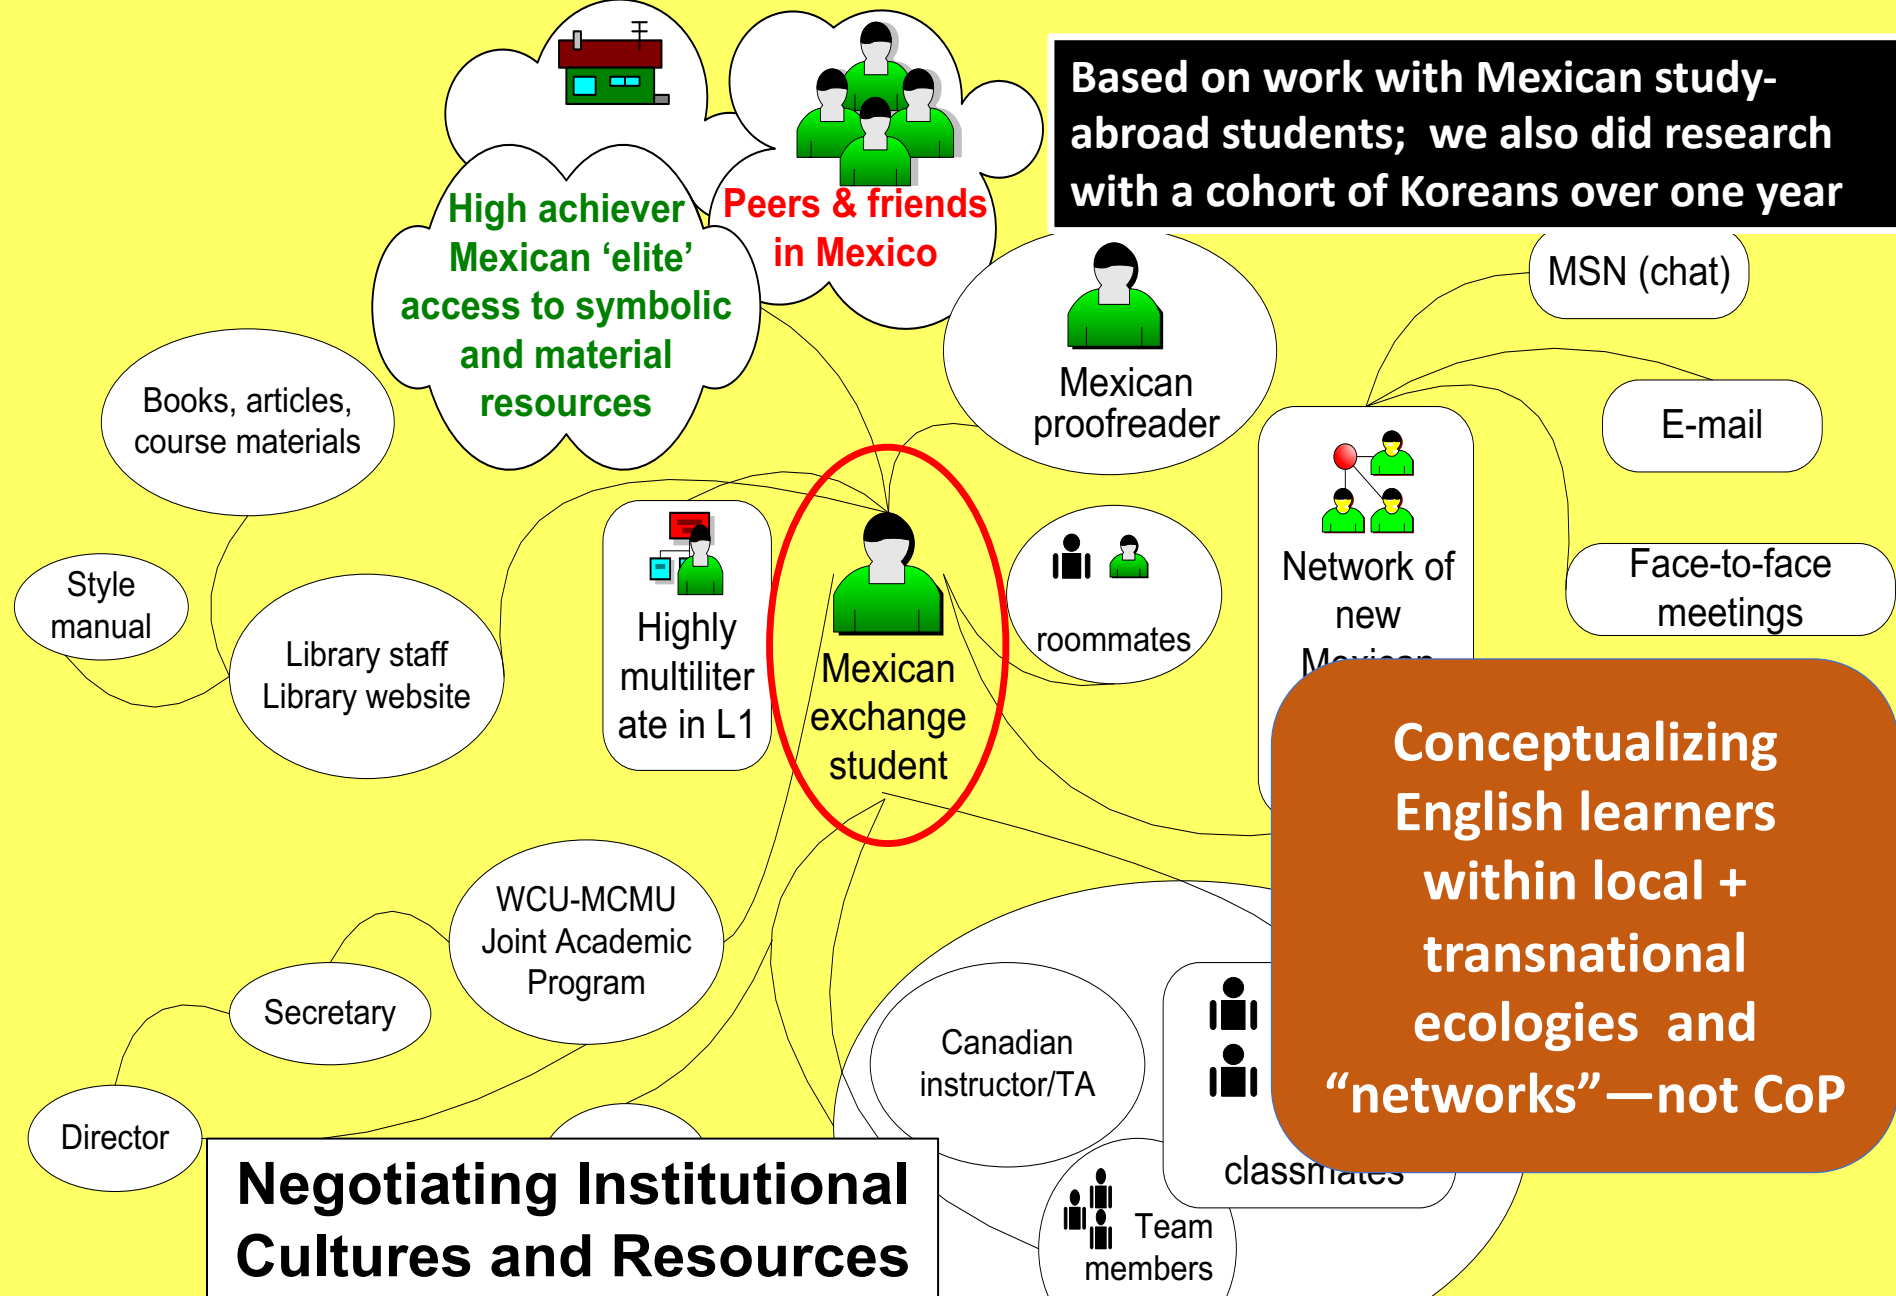 Based on work with Mexican study-
abroad students;  we also did research
with a cohort of Koreans over one year
High achiever
Mexican ‘elite’
access to symbolic
and material
resources
Peers & friends
in Mexico
Mexican
proofreader
MSN (chat)
E-mail
Face-to-face
meetings
Books, articles,
course materials
Style
manual
Library staff
Library website
Highly
multiliter
ate in L1
Mexican
exchange
student
roommates
Network of
new
Mexican
Conceptualizing
English learners
within local +
transnational
ecologies  and
“networks”—not CoP
WCU-MCMU
Joint Academic
Program
Secretary
Director
Canadian
instructor/TA
classmates
Team
members
Negotiating Institutional
Cultures and Resources